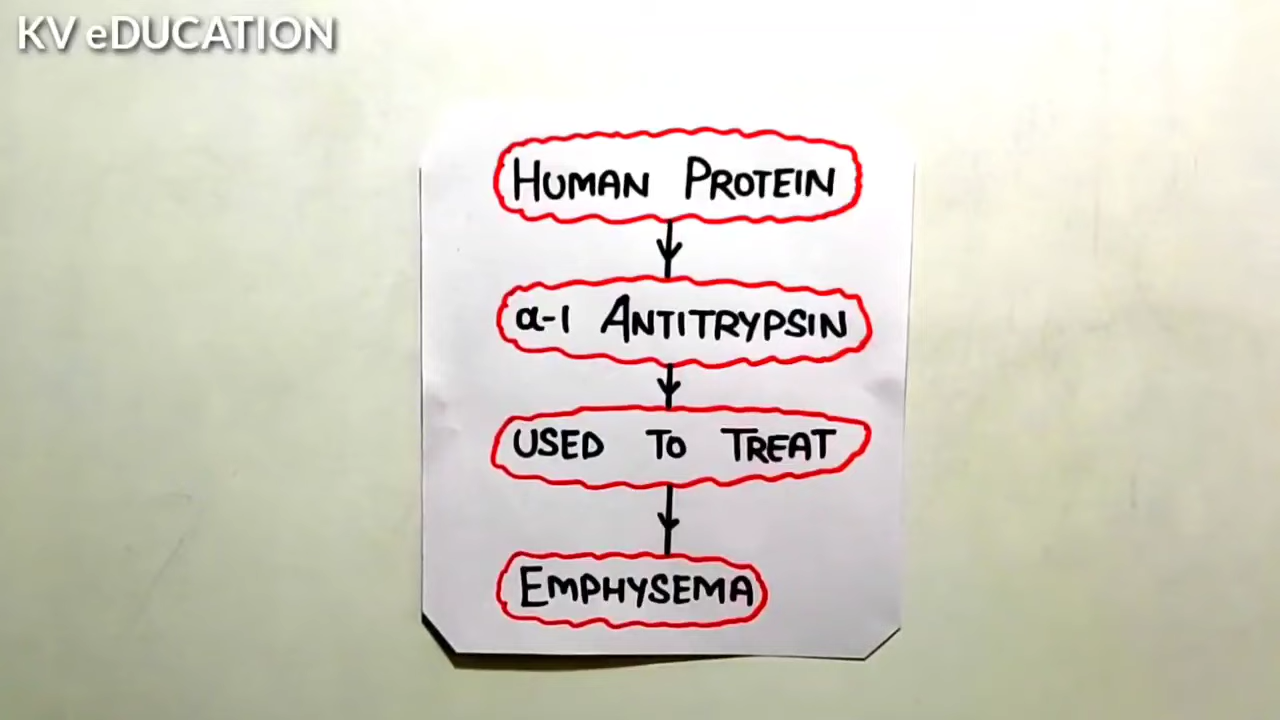 KV eDUCATION
HUMAN PROTEIN
α-1 ANTITRYPSIN
USED TO TREAT
EMPHYSEMA